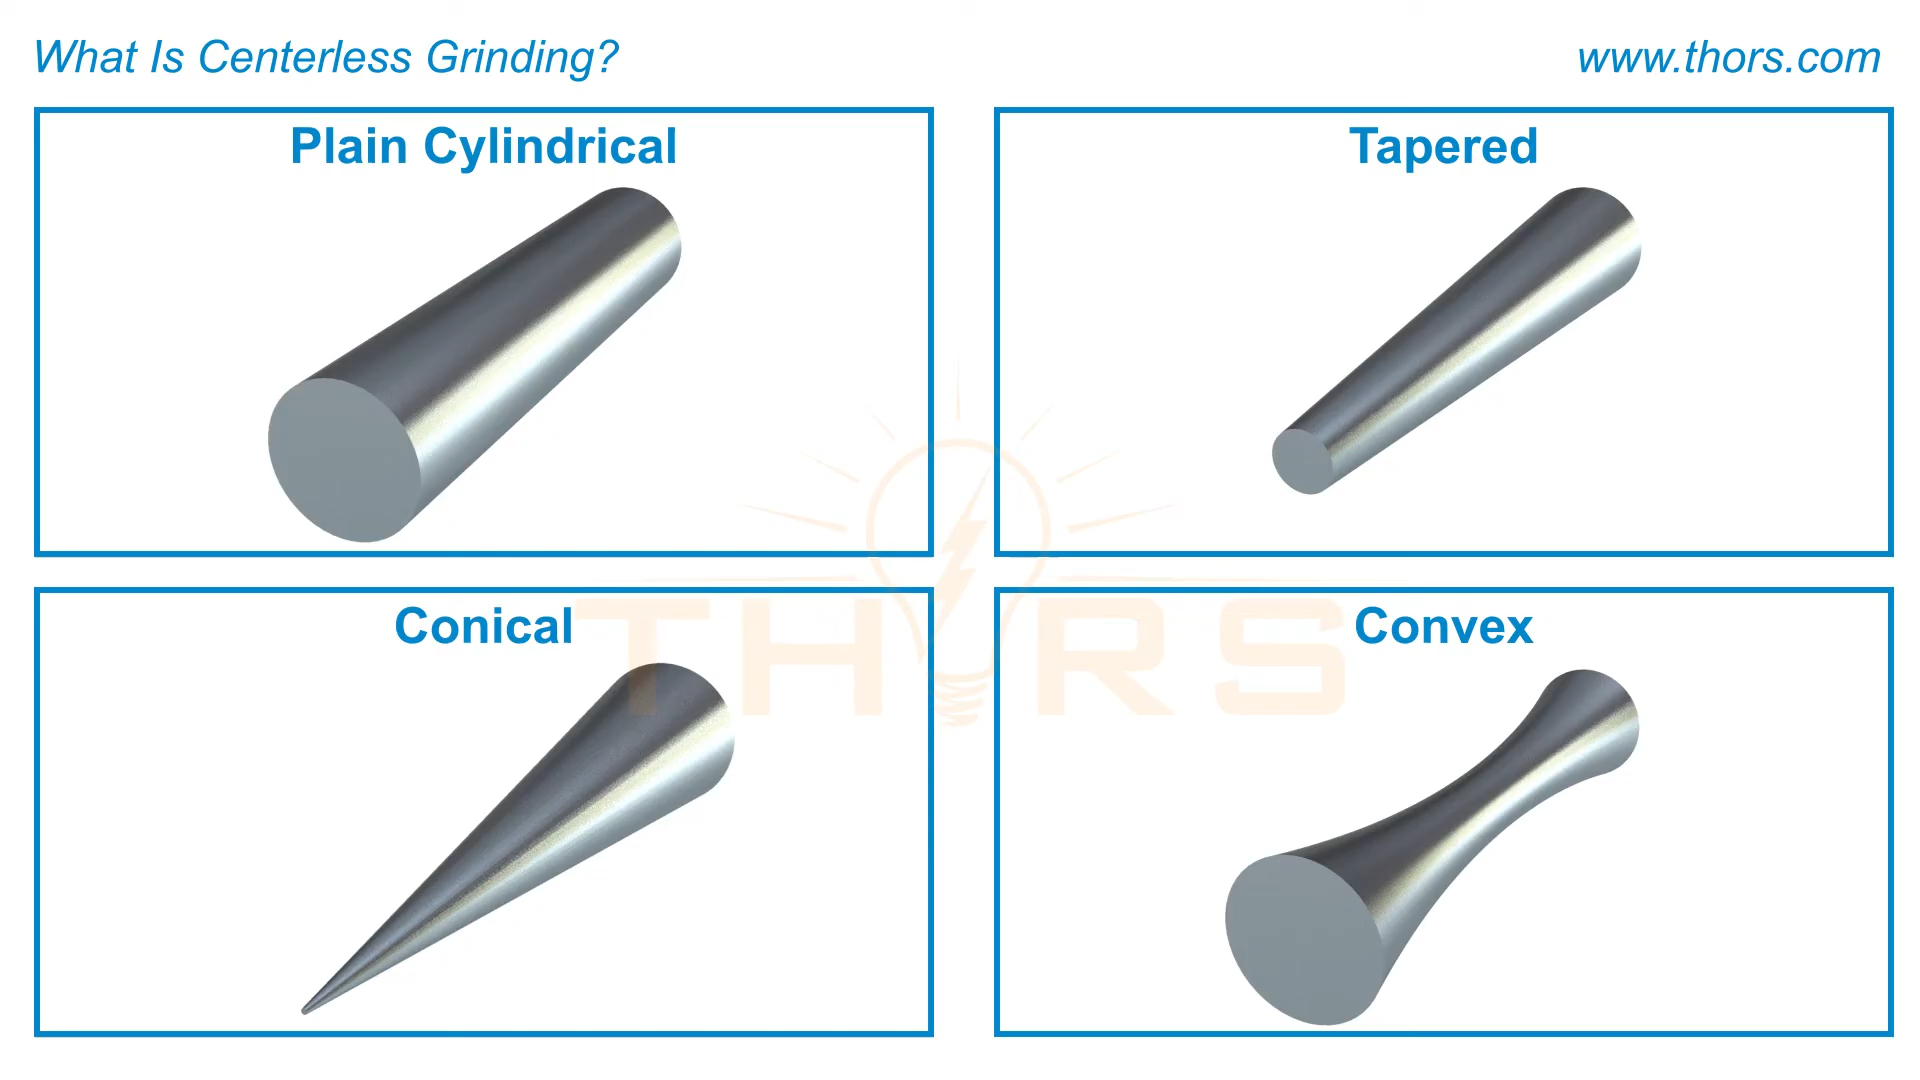 What Is Centerless Grinding?
www.thors.com
Plain Cylindrical
Tapered
Conical
Convex
THORS